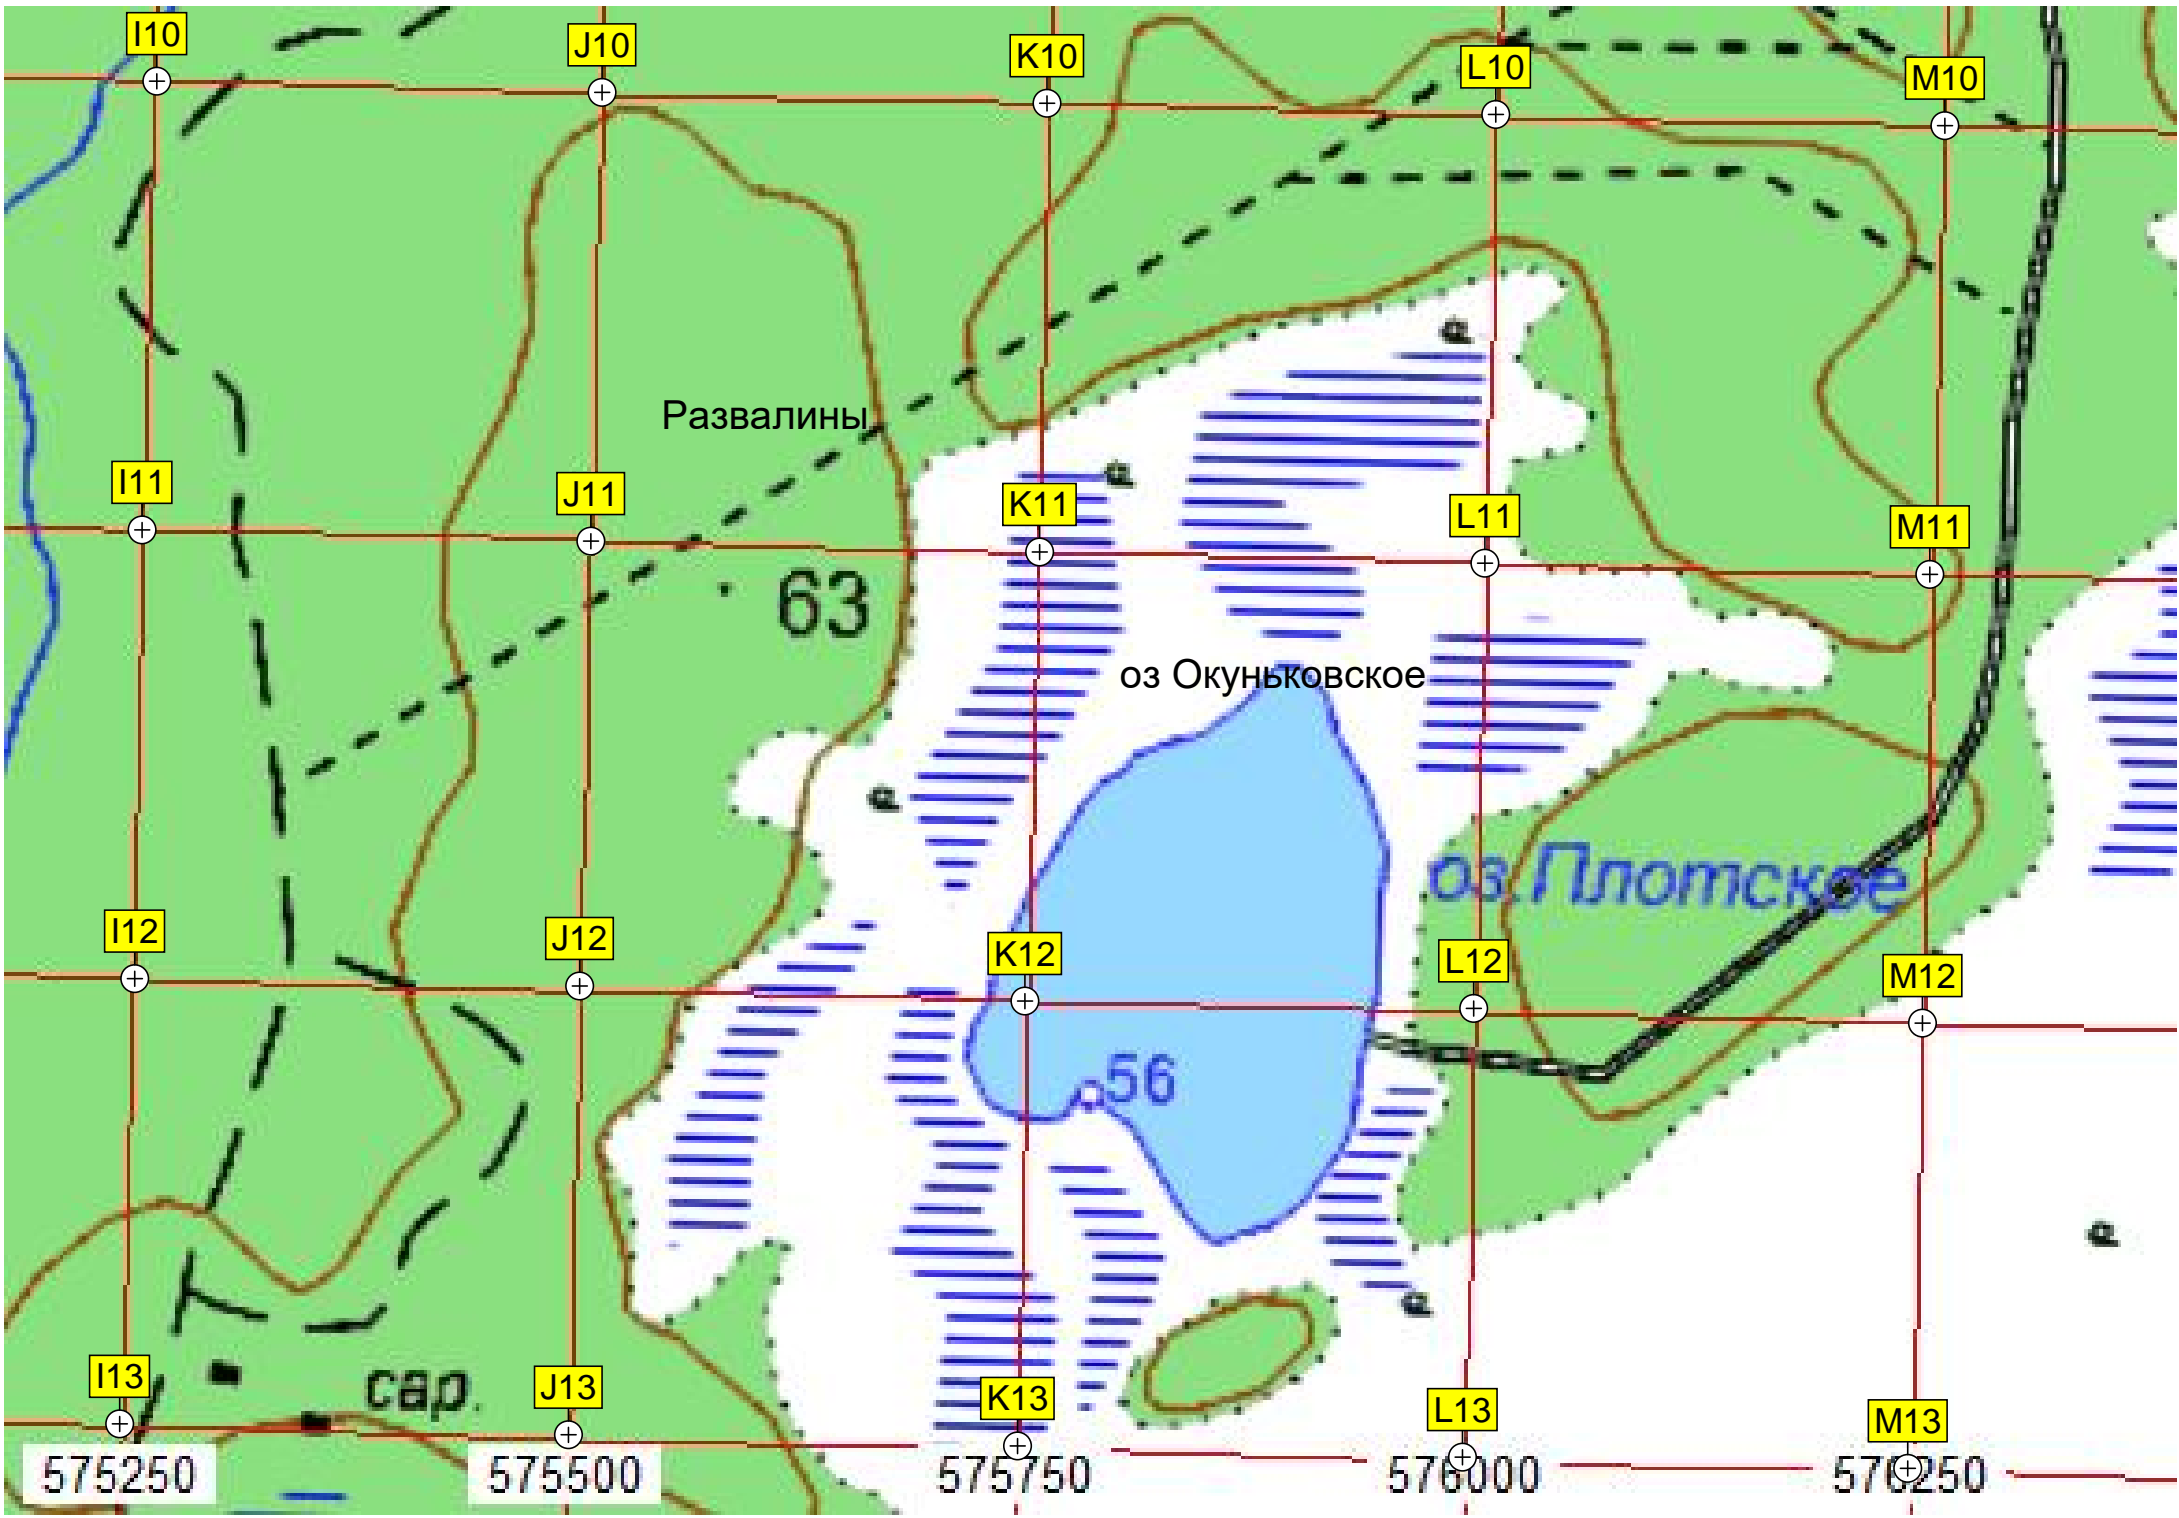 I10
J10
K10
L10
M10
Развалины
I11
J11
K11
L11
M11
63
оз Окуньковское
оз.Плотское
I12
J12
K12
L12
M12
56
I13
J13
K13
L13
M13
сар.
575250
575500
575750
576000
576250